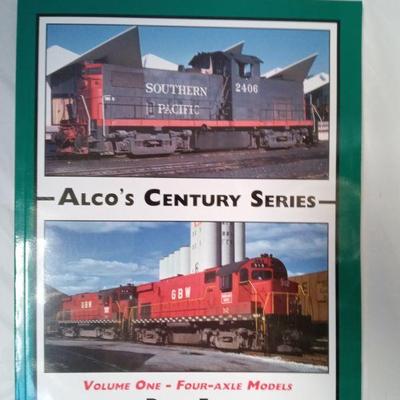 SOUTHERN 2406
PACIFIC
ALCO'S CENTURY SERIES
GBW
GBW
VOLUME ONE - FOUR-AXLE MODELS